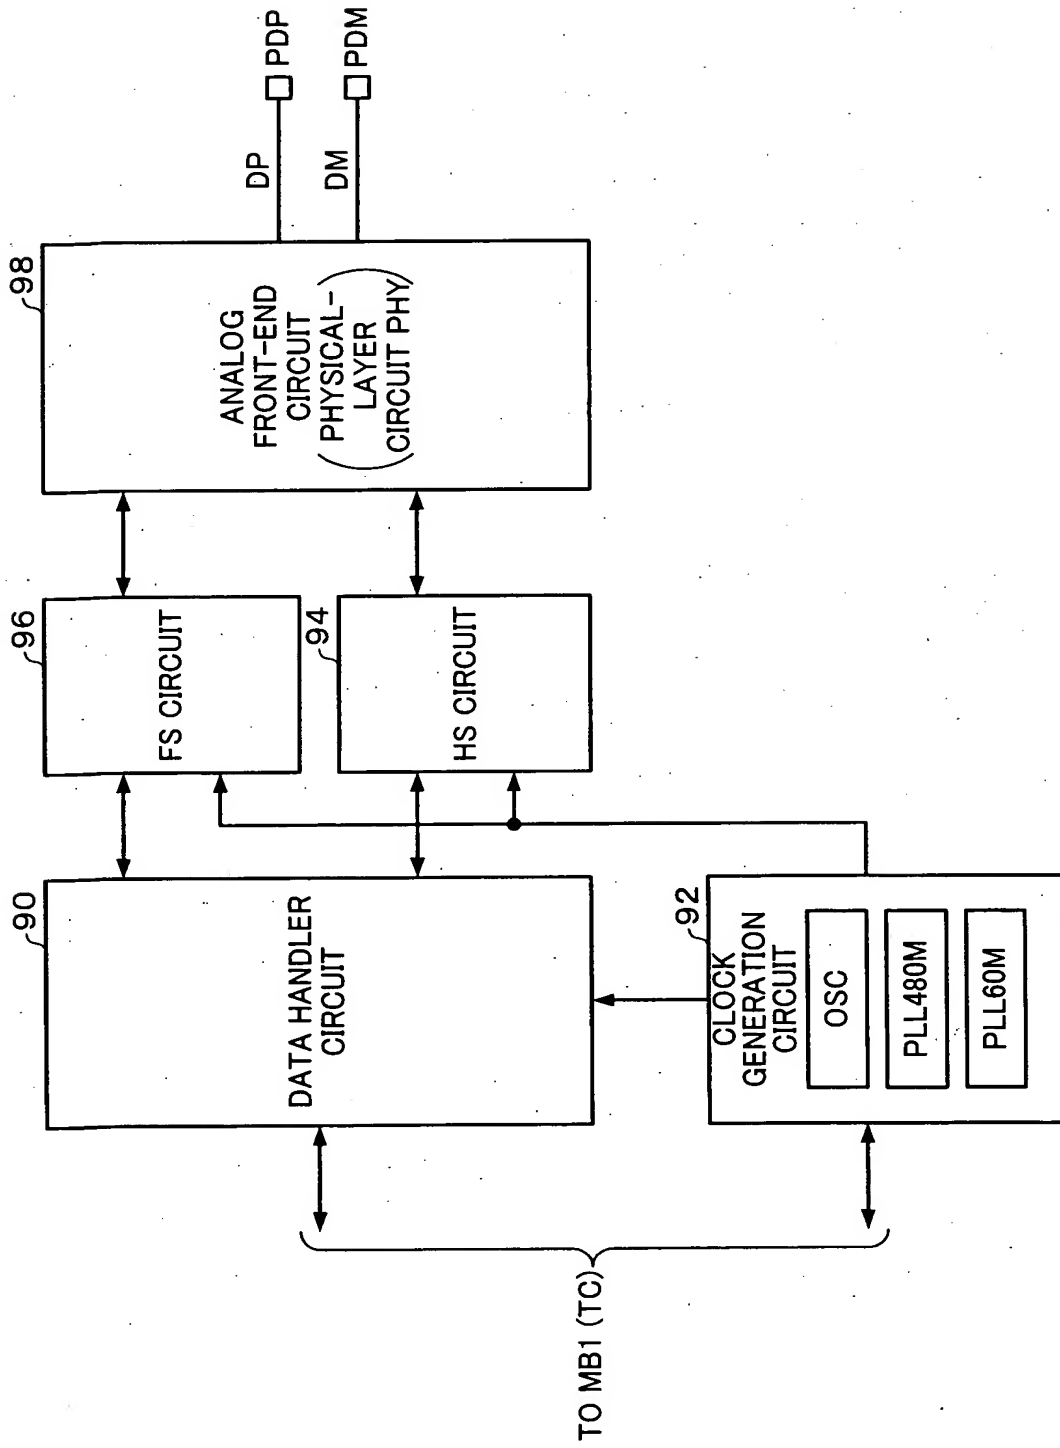 98
ANALOG
FRONT-END
CIRCUIT
(PHYSICAL-
LAYER
CIRCUIT PHY)
DP
PDP
DM
PDM
96
FS CIRCUIT
94
HS CIRCUIT
90
DATA HANDLER
CIRCUIT
92
CLOCK
GENERATION
CIRCUIT
OSC
PLL480M
PLL60M
TO MB1 (TC)